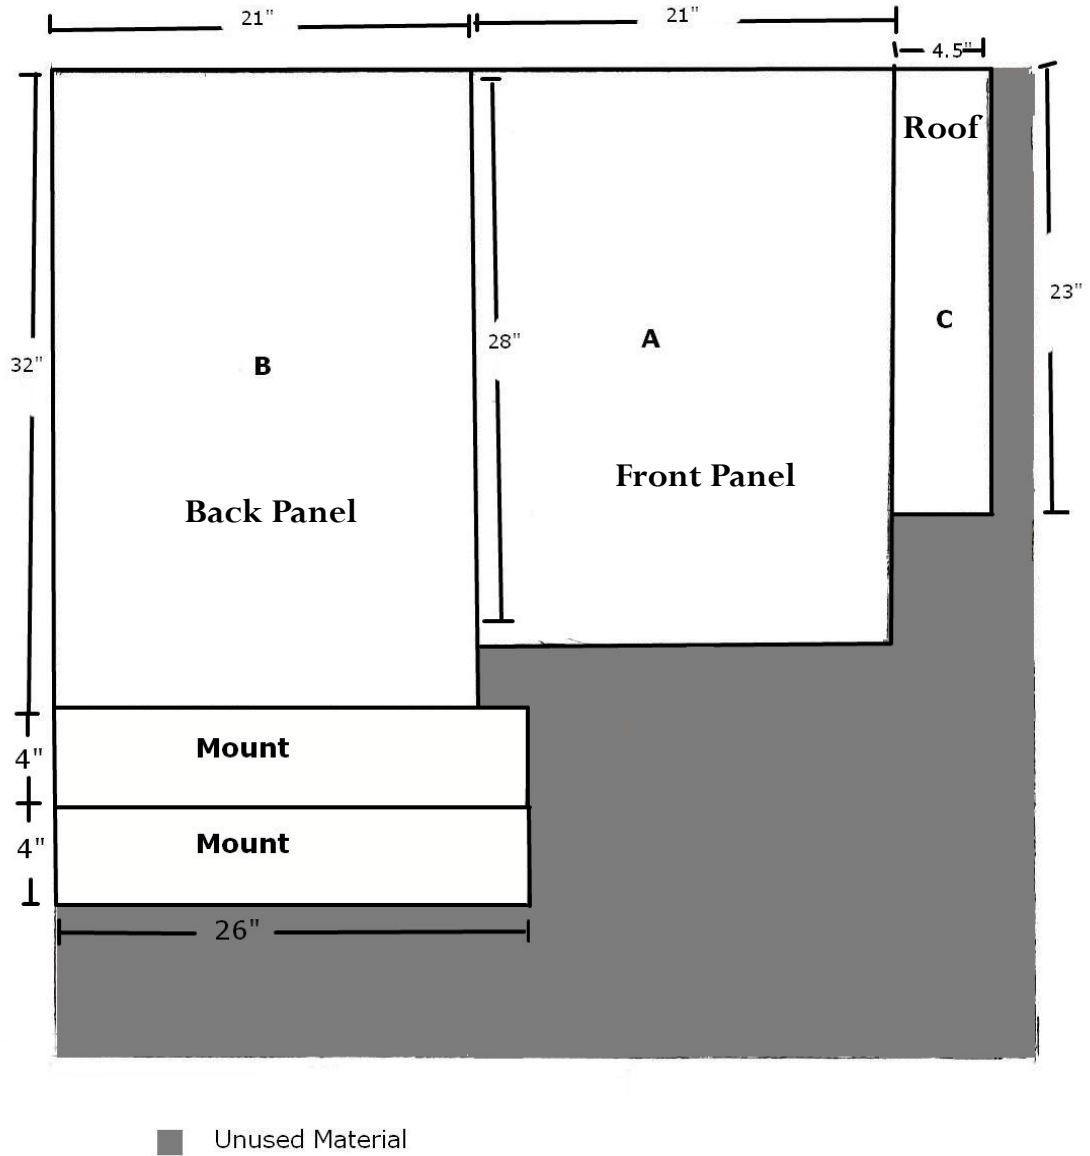 21"
21"
4.5"
Roof
23"
C
28"
A
32"
B
Front Panel
Back Panel
Mount
4"
Mount
4"
26"
Unused Material